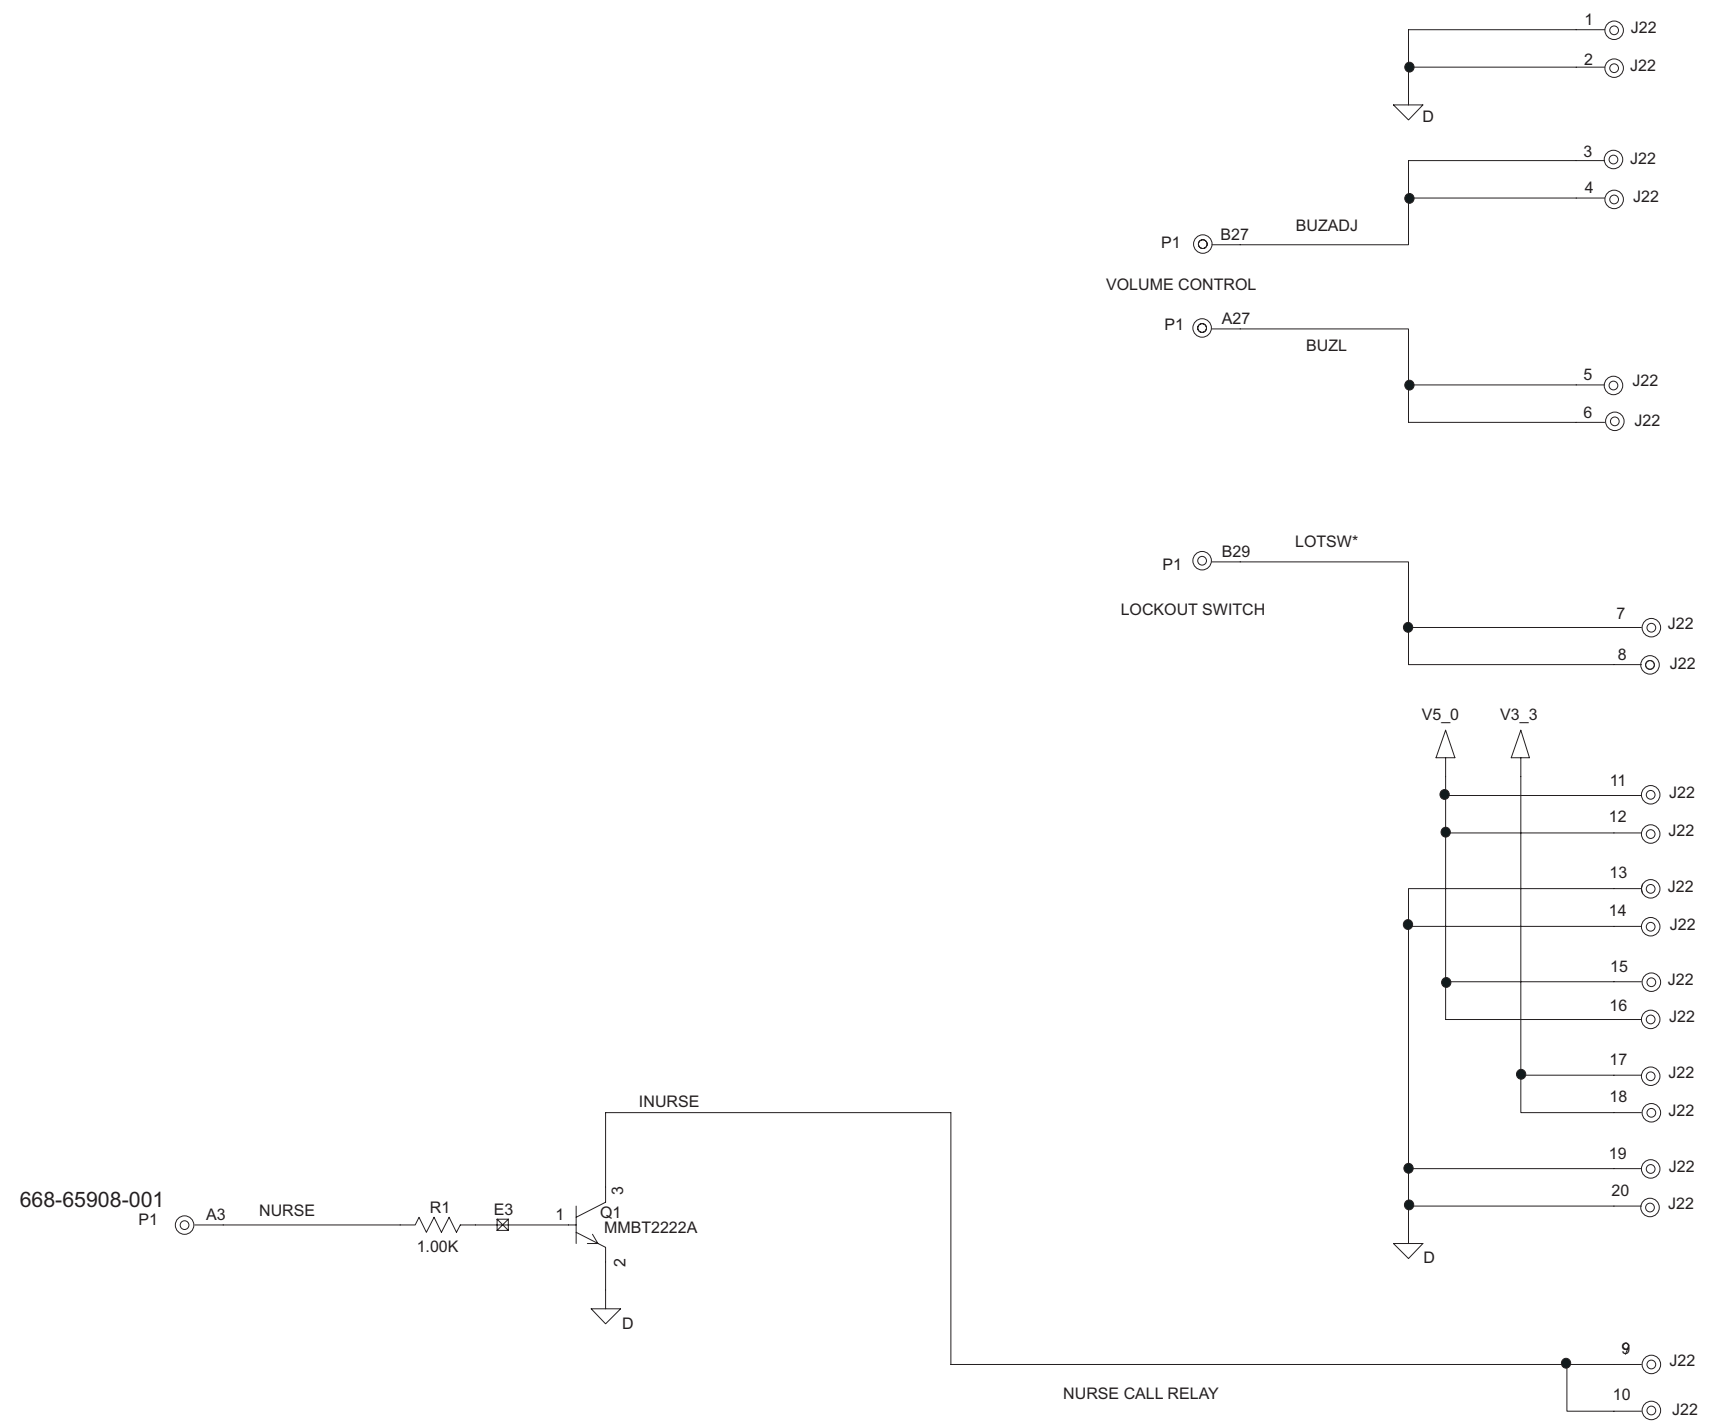 1 J22
2 J22
D
3 J22
4 J22
BUZADJ
P1 B27
VOLUME CONTROL
P1 A27
BUZL
5 J22
6 J22
LOTSW*
P1 B29
LOCKOUT SWITCH
7 J22
8 J22
V5_0 V3_3
11 J22
12 J22
13 J22
14 J22
15 J22
16 J22
17 J22
18 J22
INURSE
19 J22
20 J22
668-65908-001
P1 A3 NURSE R1 E3 1 3 Q1
MMBT2222A
1.00K
2
D
D
9 J22
NURSE CALL RELAY
10 J22